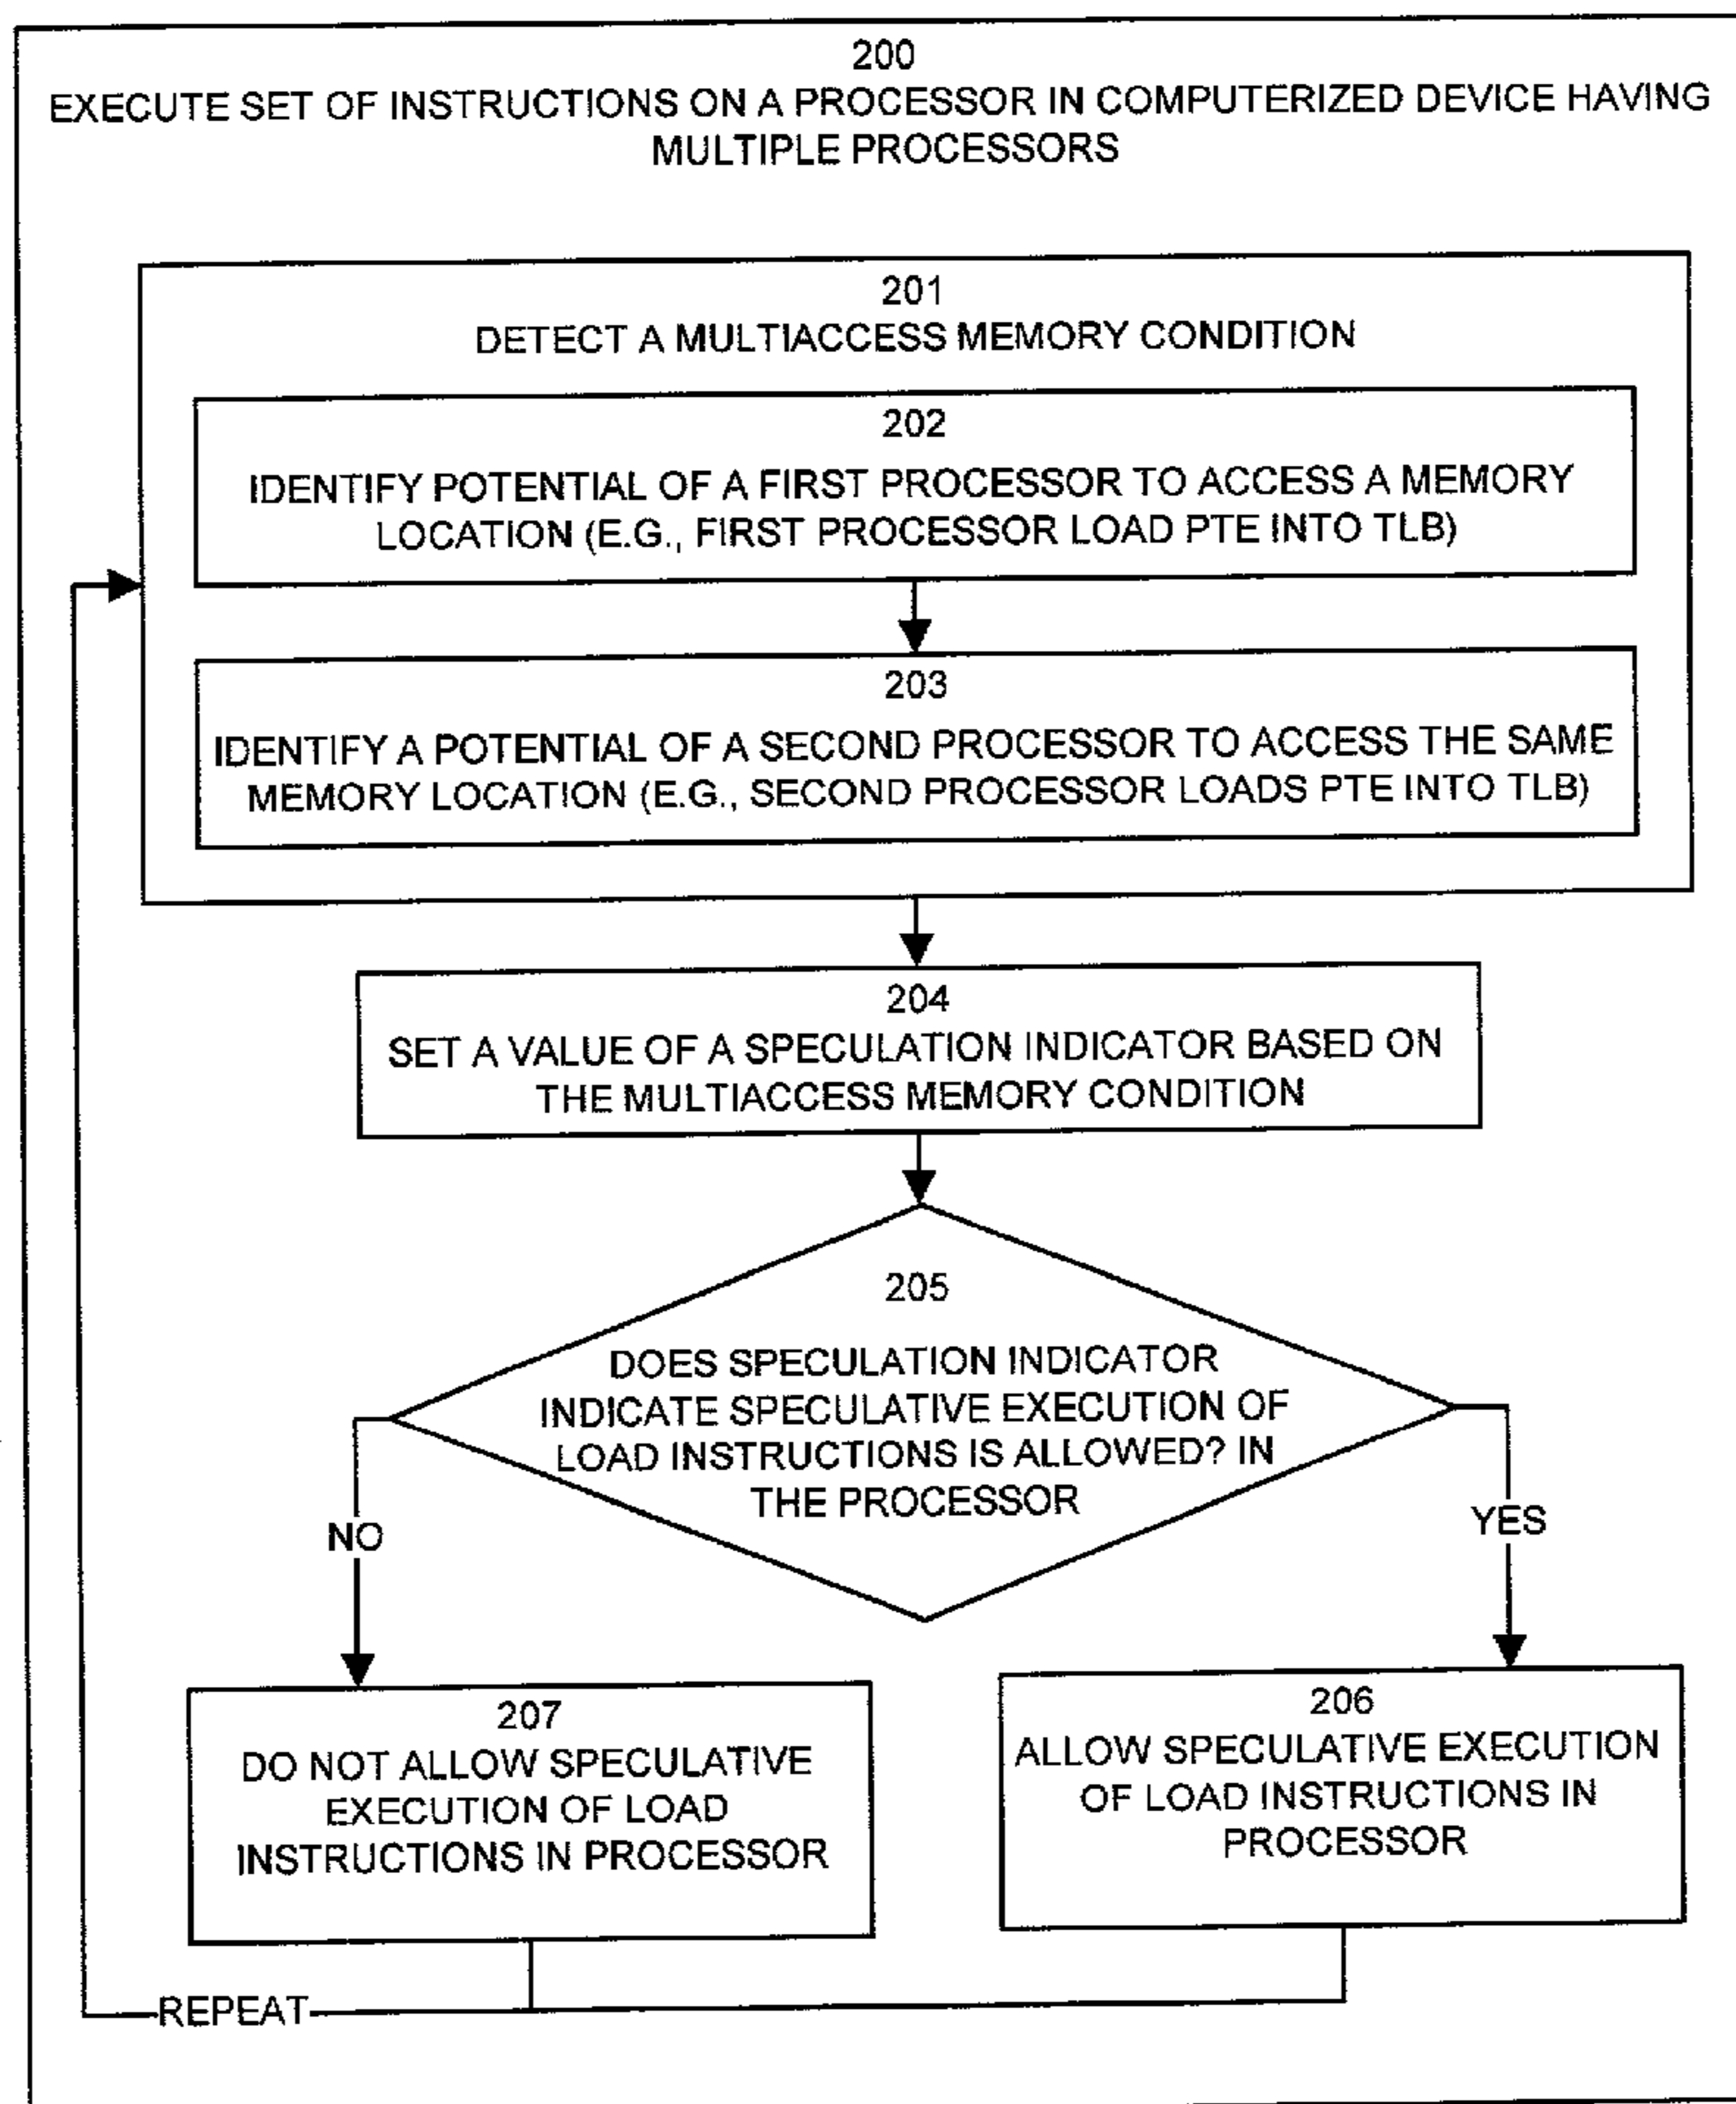 200
EXECUTE SET OF INSTRUCTIONS ON A PROCESSOR IN COMPUTERIZED DEVICE HAVING
MULTIPLE PROCESSORS
201
DETECT A MULTIACCESS MEMORY CONDITION
202
IDENTIFY POTENTIAL OF A FIRST PROCESSOR TO ACCESS A MEMORY
LOCATION (E.G., FIRST PROCESSOR LOAD PTE INTO TLB)
203
IDENTIFY A POTENTIAL OF A SECOND PROCESSOR TO ACCESS THE SAME
MEMORY LOCATION (E.G., SECOND PROCESSOR LOADS PTE INTO TLB)
204
SET A VALUE OF A SPECULATION INDICATOR BASED ON
THE MULTIACCESS MEMORY CONDITION
205
DOES SPECULATION INDICATOR
INDICATE SPECULATIVE EXECUTION OF
LOAD INSTRUCTIONS IS ALLOWED? IN
THE PROCESSOR
NO
YES
207
DO NOT ALLOW SPECULATIVE
EXECUTION OF LOAD
INSTRUCTIONS IN PROCESSOR
206
ALLOW SPECULATIVE EXECUTION
OF LOAD INSTRUCTIONS IN
PROCESSOR
REPEAT